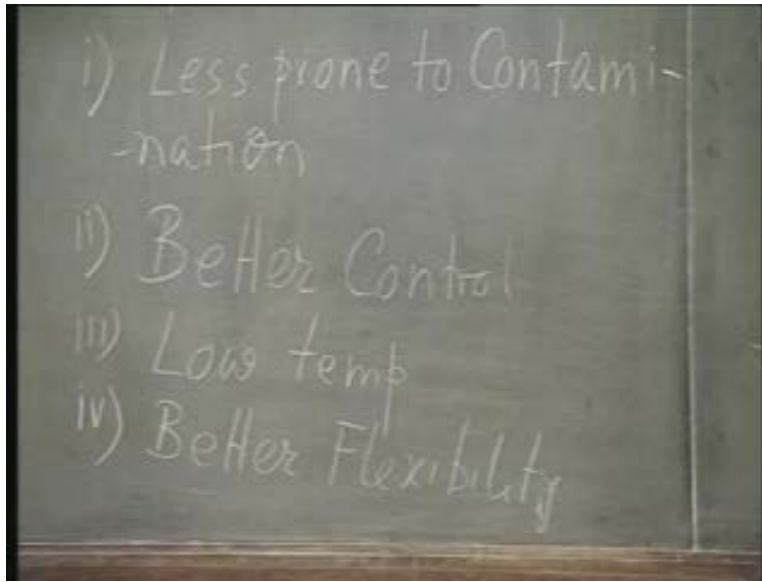 i) Less prone to Contami-
-nation
ii) Better Control
iii) Low temp
iv) Better Flexibility